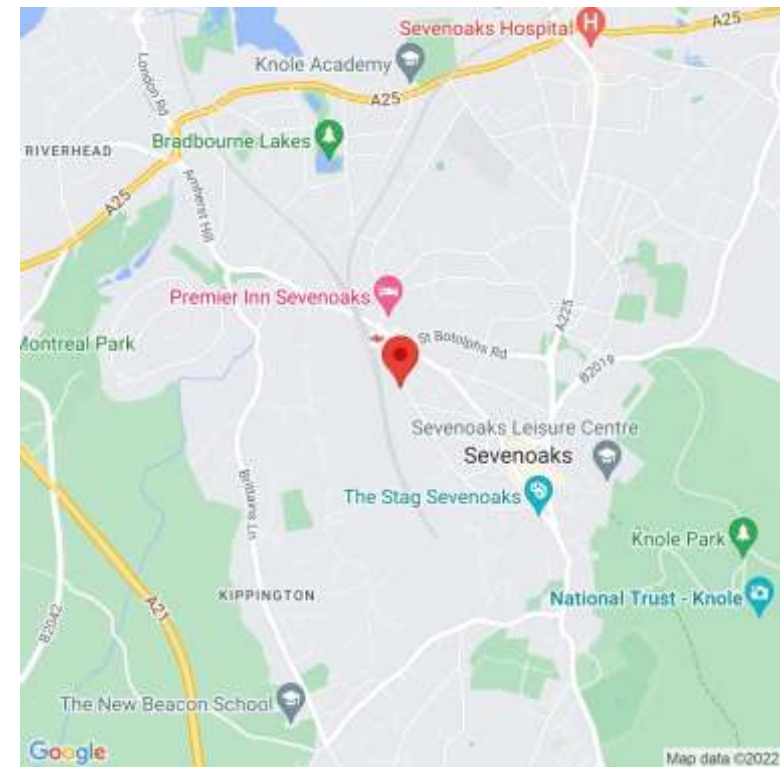 Sevenoaks Hospital
H
A25
Knole Academy
London Rd
A25
Bradbourne Lakes
RIVERHEAD
Amherst Hill
A25
Premier Inn Sevenoaks
A225
St Botolphs Rd
Montreal Park
B2019
Sevenoaks Leisure Centre
Sevenoaks
Brittains Ln
The Stag Sevenoaks
Knole Park
KIPPINGTON
National Trust - Knole
A21
B2042
The New Beacon School
Google
Map data ©2022